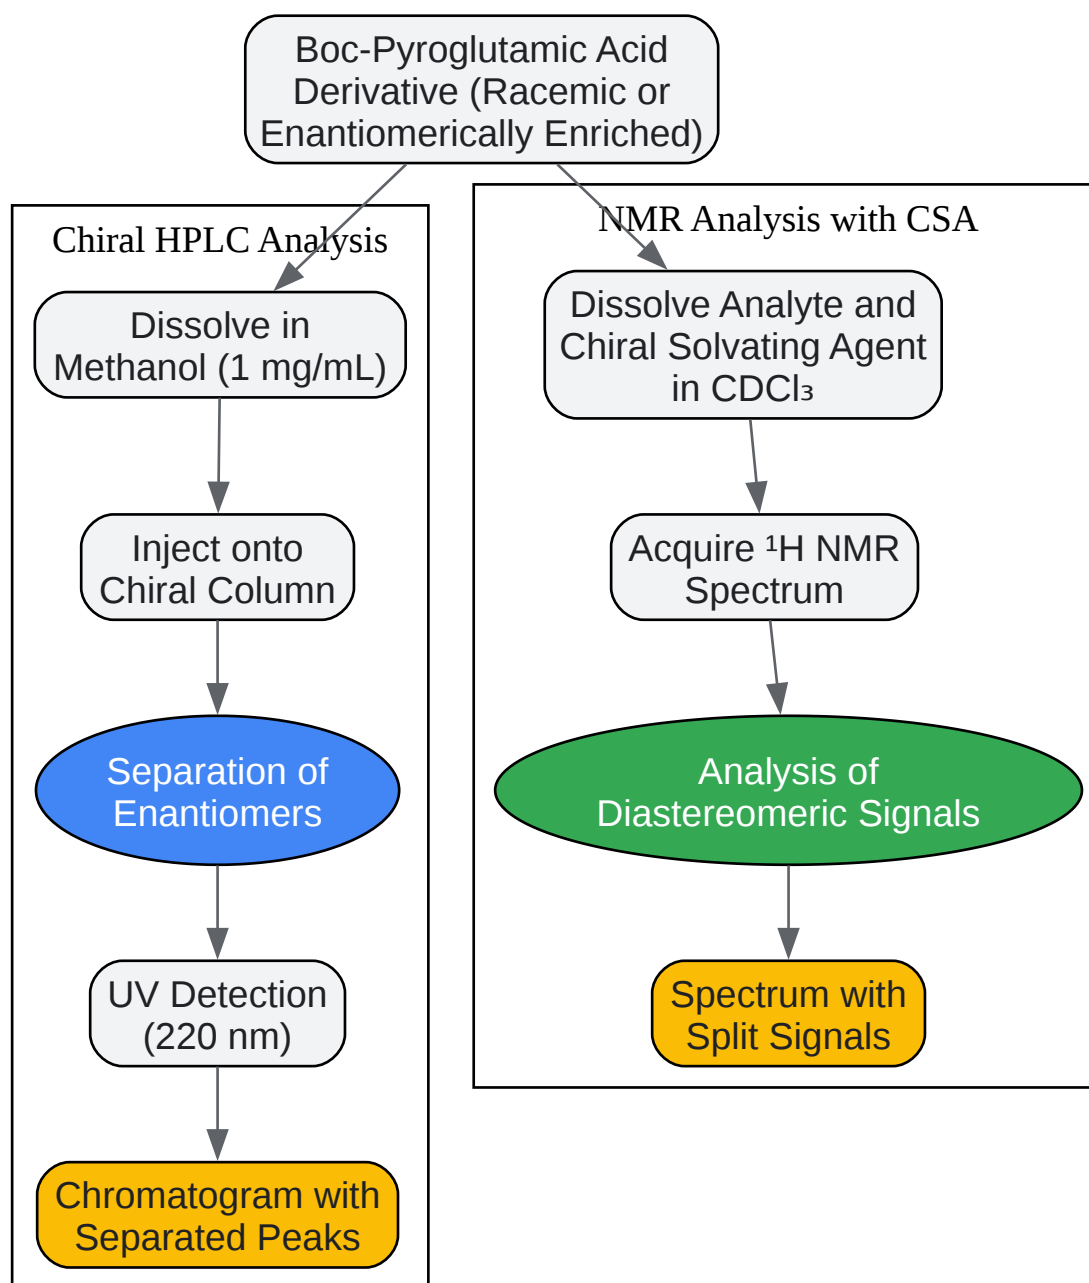 Boc-Pyroglutamic Acid
Derivative (Racemic or
Enantiomerically Enriched)
Chiral HPLC Analysis
Dissolve in
Methanol (1 mg/mL)
Inject onto
Chiral Column
Separation of
Enantiomers
UV Detection
(220 nm)
Chromatogram with
Separated Peaks
NMR Analysis with CSA
Dissolve Analyte and
Chiral Solvating Agent
in CDCl₃
Acquire ¹H NMR
Spectrum
Analysis of
Diastereomeric Signals
Spectrum with
Split Signals